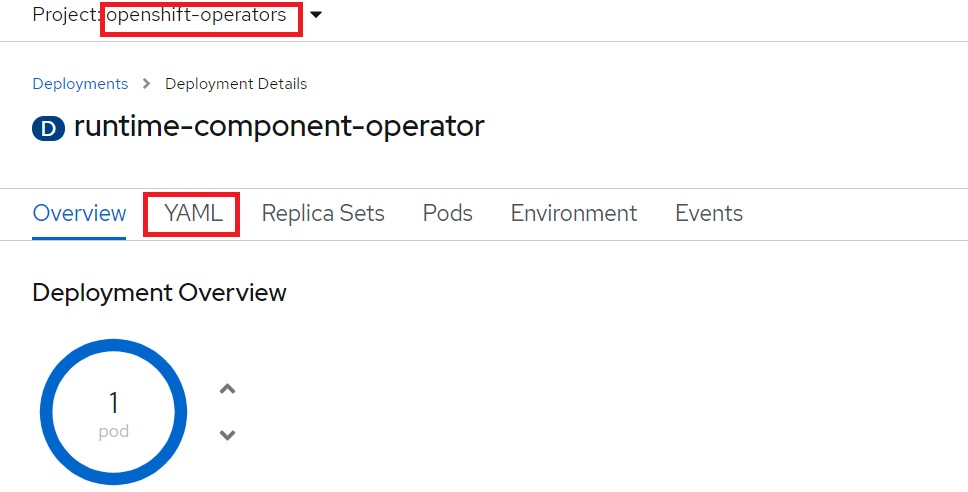 Project: openshift-operators
Deployments > Deployment Details
D runtime-component-operator
Overview YAML Replica Sets Pods Environment Events
Deployment Overview
1
pod